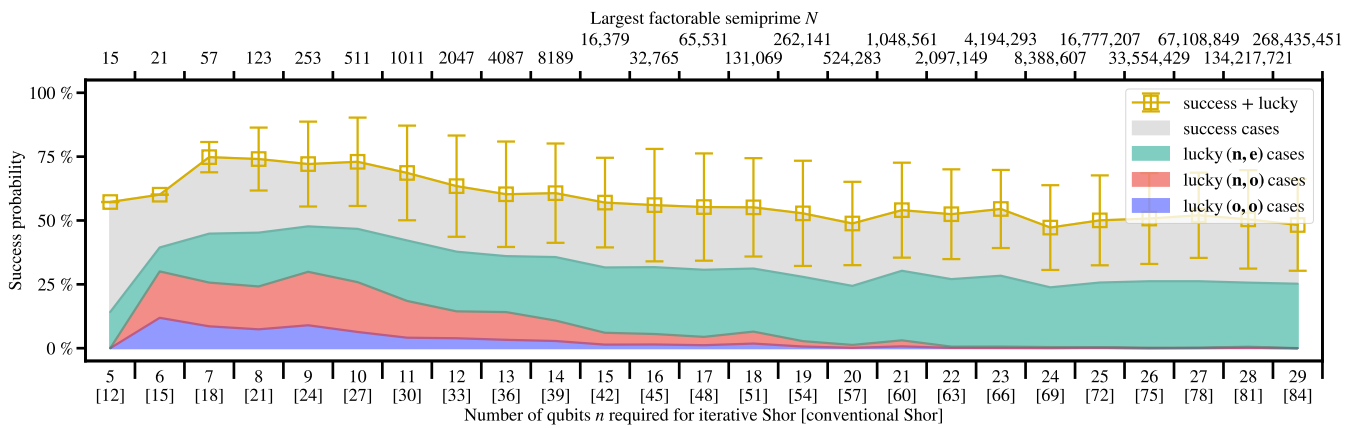 Largest factorable semiprime N
16,379 65,531 262,141 1,048,561 4,194,293 16,777,207 67,108,849 268,435,451
15 21 57 123 253 511 1011 2047 4087 8189 32,765 131,069 524,283 2,097,149 8,388,607 33,554,429 134,217,721
100 %
75 %
50 %
25 %
0 %
Success probability
success + lucky
success cases
lucky (n, e) cases
lucky (n, o) cases
lucky (o, o) cases
5 6 7 8 9 10 11 12 13 14 15 16 17 18 19 20 21 22 23 24 25 26 27 28 29
[12] [15] [18] [21] [24] [27] [30] [33] [36] [39] [42] [45] [48] [51] [54] [57] [60] [63] [66] [69] [72] [75] [78] [81] [84]
Number of qubits n required for iterative Shor [conventional Shor]